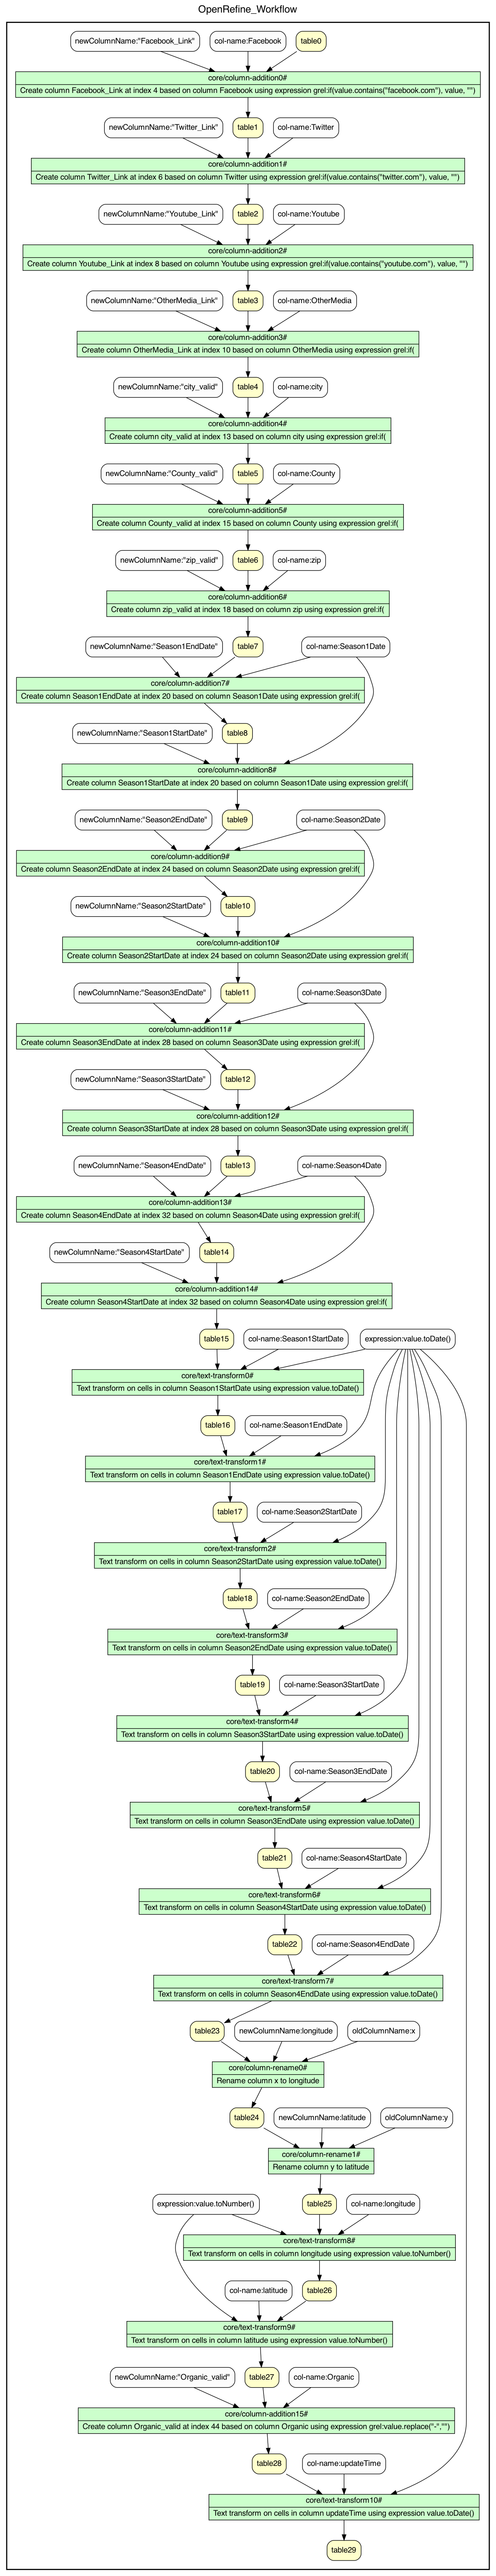 OpenRefine_Workflow
newColumnName:"Facebook_Link"
col-name:Facebook
table0
core/column-addition0#
Create column Facebook_Link at index 4 based on column Facebook using expression grel:if(value.contains("facebook.com"), value, "")
newColumnName:"Twitter_Link"
table1
col-name:Twitter
core/column-addition1#
Create column Twitter_Link at index 6 based on column Twitter using expression grel:if(value.contains("twitter.com"), value, "")
newColumnName:"Youtube_Link"
table2
col-name:Youtube
core/column-addition2#
Create column Youtube_Link at index 8 based on column Youtube using expression grel:if(value.contains("youtube.com"), value, "")
newColumnName:"OtherMedia_Link"
table3
col-name:OtherMedia
core/column-addition3#
Create column OtherMedia_Link at index 10 based on column OtherMedia using expression grel:if(
newColumnName:"city_valid"
table4
col-name:city
core/column-addition4#
Create column city_valid at index 13 based on column city using expression grel:if(
newColumnName:"County_valid"
table5
col-name:County
core/column-addition5#
Create column County_valid at index 15 based on column County using expression grel:if(
newColumnName:"zip_valid"
table6
col-name:zip
core/column-addition6#
Create column zip_valid at index 18 based on column zip using expression grel:if(
newColumnName:"Season1EndDate"
table7
col-name:Season1Date
core/column-addition7#
Create column Season1EndDate at index 20 based on column Season1Date using expression grel:if(
newColumnName:"Season1StartDate"
table8
core/column-addition8#
Create column Season1StartDate at index 20 based on column Season1Date using expression grel:if(
newColumnName:"Season2EndDate"
table9
col-name:Season2Date
core/column-addition9#
Create column Season2EndDate at index 24 based on column Season2Date using expression grel:if(
newColumnName:"Season2StartDate"
table10
core/column-addition10#
Create column Season2StartDate at index 24 based on column Season2Date using expression grel:if(
newColumnName:"Season3EndDate"
table11
col-name:Season3Date
core/column-addition11#
Create column Season3EndDate at index 28 based on column Season3Date using expression grel:if(
newColumnName:"Season3StartDate"
table12
core/column-addition12#
Create column Season3StartDate at index 28 based on column Season3Date using expression grel:if(
newColumnName:"Season4EndDate"
table13
col-name:Season4Date
core/column-addition13#
Create column Season4EndDate at index 32 based on column Season4Date using expression grel:if(
newColumnName:"Season4StartDate"
table14
core/column-addition14#
Create column Season4StartDate at index 32 based on column Season4Date using expression grel:if(
table15
col-name:Season1StartDate
expression:value.toDate()
core/text-transform0#
Text transform on cells in column Season1StartDate using expression value.toDate()
table16
col-name:Season1EndDate
core/text-transform1#
Text transform on cells in column Season1EndDate using expression value.toDate()
table17
col-name:Season2StartDate
core/text-transform2#
Text transform on cells in column Season2StartDate using expression value.toDate()
table18
col-name:Season2EndDate
core/text-transform3#
Text transform on cells in column Season2EndDate using expression value.toDate()
table19
col-name:Season3StartDate
core/text-transform4#
Text transform on cells in column Season3StartDate using expression value.toDate()
table20
col-name:Season3EndDate
core/text-transform5#
Text transform on cells in column Season3EndDate using expression value.toDate()
table21
col-name:Season4StartDate
core/text-transform6#
Text transform on cells in column Season4StartDate using expression value.toDate()
table22
col-name:Season4EndDate
core/text-transform7#
Text transform on cells in column Season4EndDate using expression value.toDate()
table23
newColumnName:longitude
oldColumnName:x
core/column-rename0#
Rename column x to longitude
table24
newColumnName:latitude
oldColumnName:y
core/column-rename1#
Rename column y to latitude
expression:value.toNumber()
table25
col-name:longitude
core/text-transform8#
Text transform on cells in column longitude using expression value.toNumber()
col-name:latitude
table26
core/text-transform9#
Text transform on cells in column latitude using expression value.toNumber()
newColumnName:"Organic_valid"
table27
col-name:Organic
core/column-addition15#
Create column Organic_valid at index 44 based on column Organic using expression grel:value.replace("-","")
table28
col-name:updateTime
core/text-transform10#
Text transform on cells in column updateTime using expression value.toDate()
table29